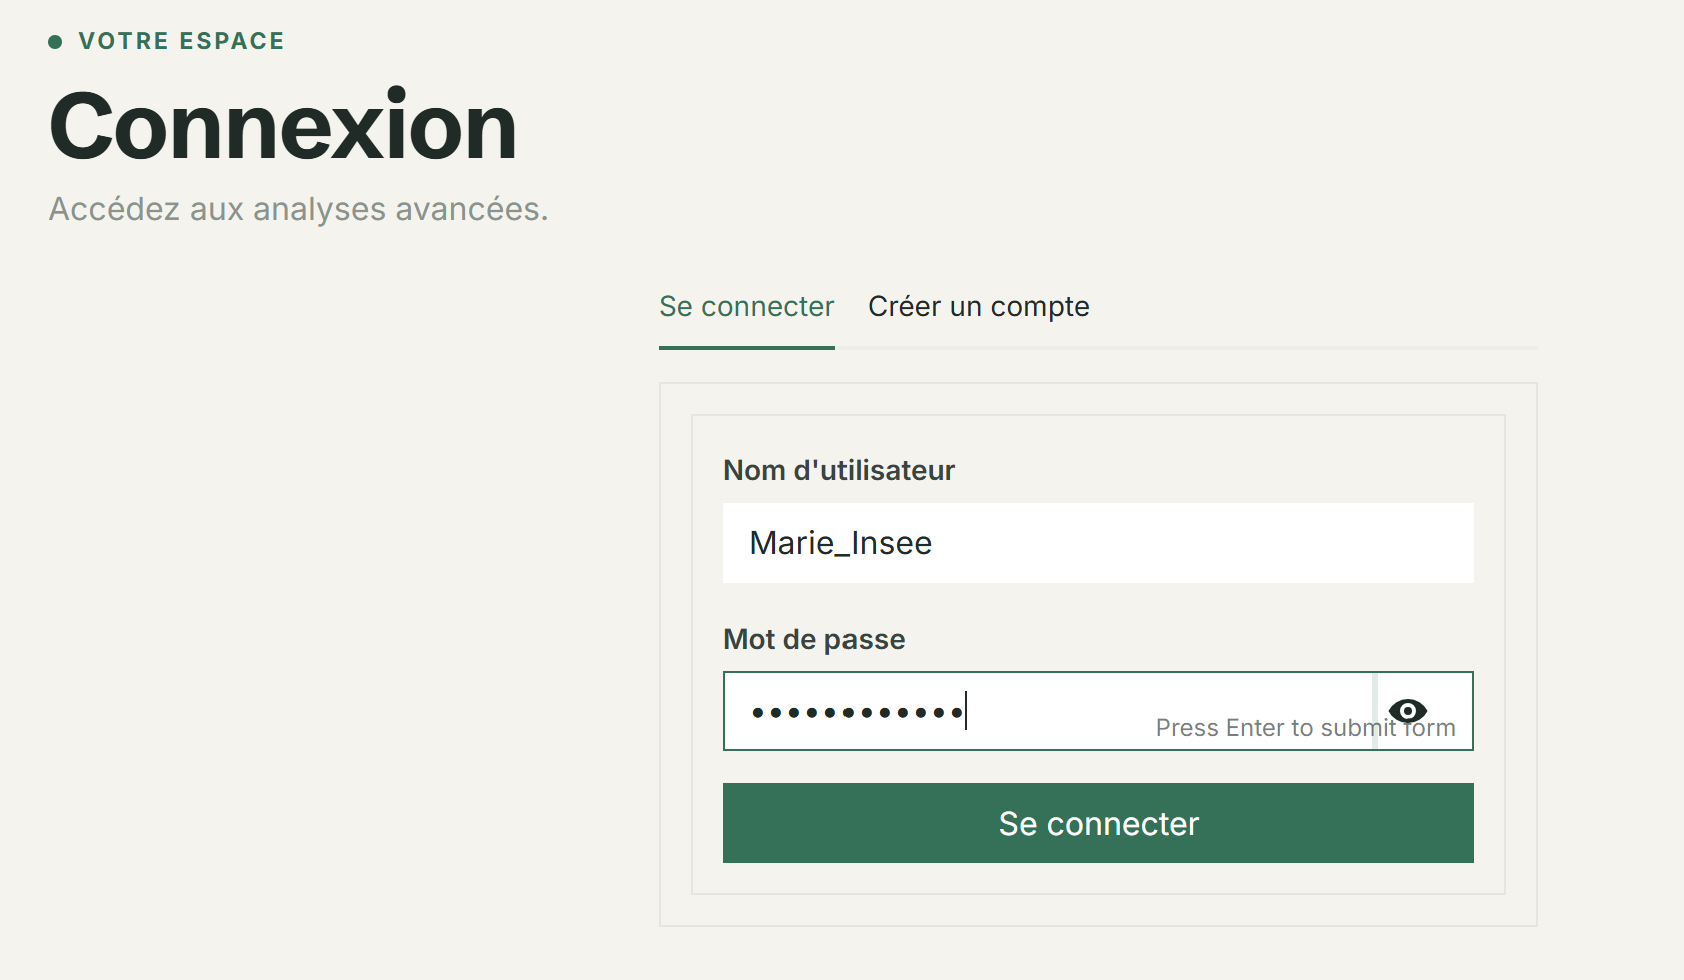 VOTRE ESPACE
Connexion
Accédez aux analyses avancées.
Se connecter Créer un compte
Nom d'utilisateur
Marie_Insee
Mot de passe
••••••••••••
Press Enter to submit form
Se connecter